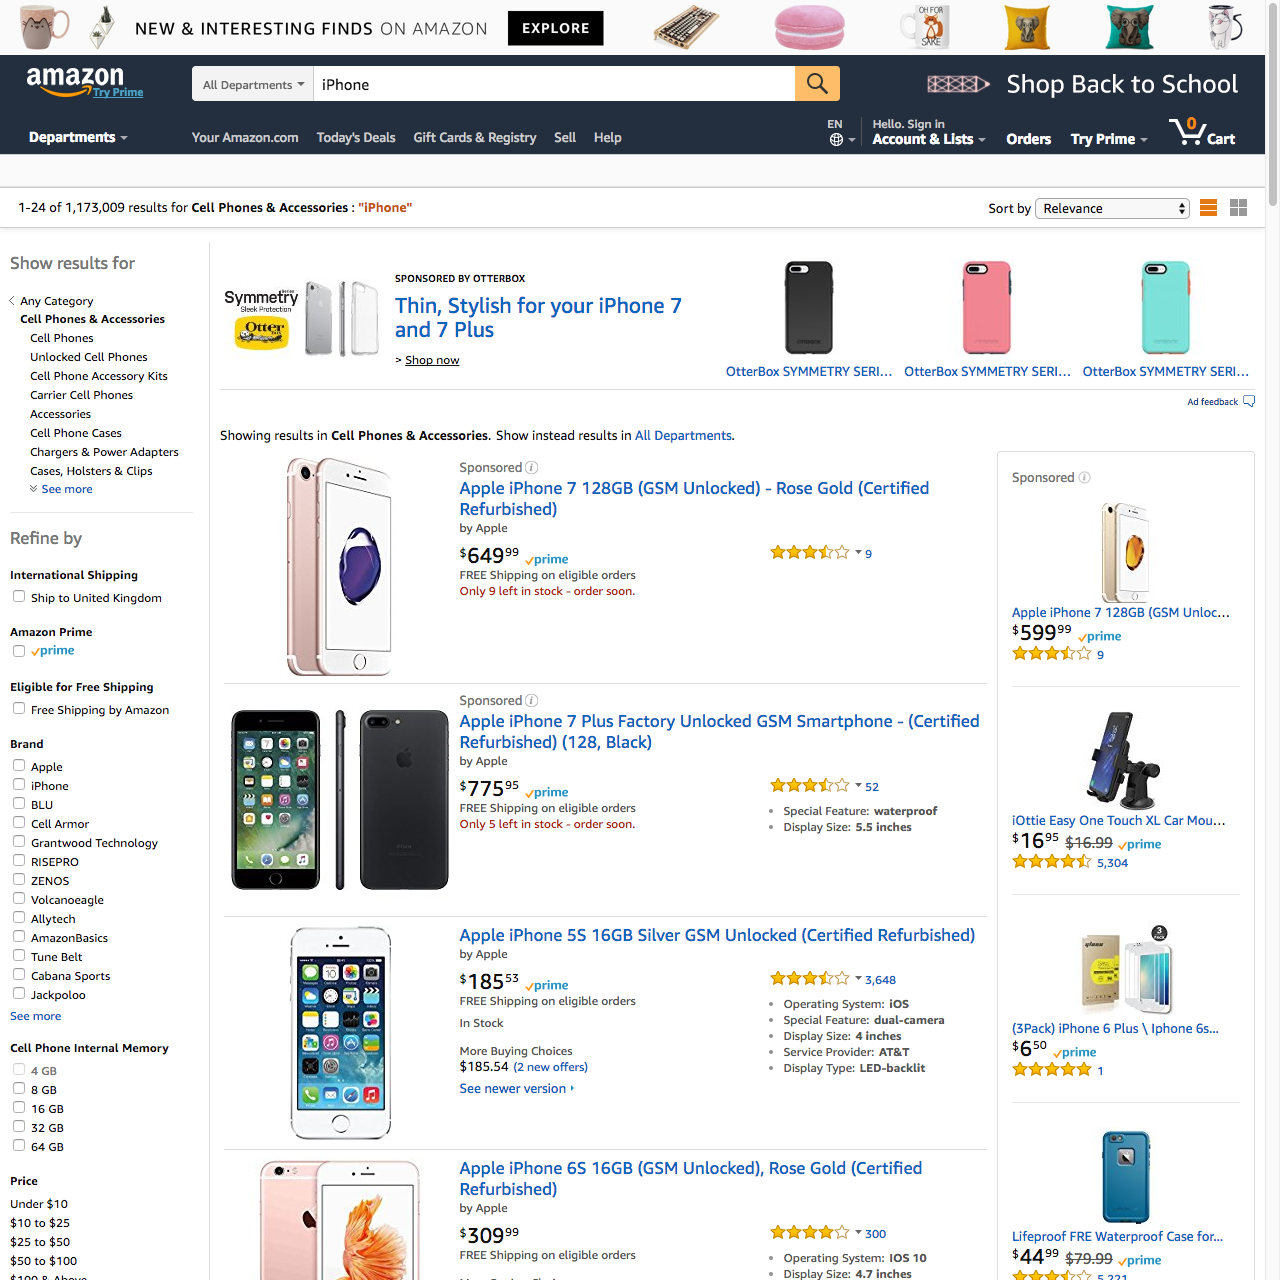 NEW & INTERESTING FINDS ON AMAZON
EXPLORE
OH FOR
SAKE
amazon
Try Prime
All Departments
iPhone
Shop Back to School
Departments
Your Amazon.com
Today's Deals
Gift Cards & Registry
Sell
Help
EN
Hello. Sign in
Account & Lists
Orders
Try Prime
0
Cart
1-24 of 1,173,009 results for Cell Phones & Accessories : "iPhone"
Sort by
Relevance
Show results for
Any Category
Cell Phones & Accessories
Cell Phones
Unlocked Cell Phones
Cell Phone Accessory Kits
Carrier Cell Phones
Accessories
Cell Phone Cases
Chargers & Power Adapters
Cases, Holsters & Clips
See more
Refine by
International Shipping
Ship to United Kingdom
Amazon Prime
prime
Eligible for Free Shipping
Free Shipping by Amazon
Brand
Apple
iPhone
BLU
Cell Armor
Grantwood Technology
RISEPRO
ZENOS
Volcanoeagle
Allytech
AmazonBasics
Tune Belt
Cabana Sports
Jackpoloo
See more
Cell Phone Internal Memory
4 GB
8 GB
16 GB
32 GB
64 GB
Price
Under $10
$10 to $25
$25 to $50
$50 to $100
$100 & Above
Symmetry Series
Sleek Protection
Otter
SPONSORED BY OTTERBOX
Thin, Stylish for your iPhone 7
and 7 Plus
> Shop now
OtterBox SYMMETRY SERI...
OtterBox SYMMETRY SERI...
OtterBox SYMMETRY SERI...
Ad feedback
Showing results in Cell Phones & Accessories. Show instead results in All Departments.
Sponsored
Apple iPhone 7 128GB (GSM Unlocked) - Rose Gold (Certified
Refurbished)
by Apple
$649 99 prime
FREE Shipping on eligible orders
Only 9 left in stock - order soon.
9
Sponsored
Apple iPhone 7 Plus Factory Unlocked GSM Smartphone - (Certified
Refurbished) (128, Black)
by Apple
$775 95 prime
FREE Shipping on eligible orders
Only 5 left in stock - order soon.
52
Special Feature: waterproof
Display Size: 5.5 inches
Apple iPhone 5S 16GB Silver GSM Unlocked (Certified Refurbished)
by Apple
$185 53 prime
FREE Shipping on eligible orders
In Stock
More Buying Choices
$185.54 (2 new offers)
See newer version
3,648
Operating System: iOS
Special Feature: dual-camera
Display Size: 4 inches
Service Provider: AT&T
Display Type: LED-backlit
Apple iPhone 6S 16GB (GSM Unlocked), Rose Gold (Certified
Refurbished)
by Apple
$309 99
FREE Shipping on eligible orders
300
Operating System: IOS 10
Display Size: 4.7 inches
Sponsored
Apple iPhone 7 128GB (GSM Unloc...
$599 99 prime
9
iOttie Easy One Touch XL Car Mou...
$16 95 $16.99 prime
5,304
3
PACK
glass
(3Pack) iPhone 6 Plus \ Iphone 6s...
$6 50 prime
1
Lifeproof FRE Waterproof Case for...
$44 99 $79.99 prime
5,221